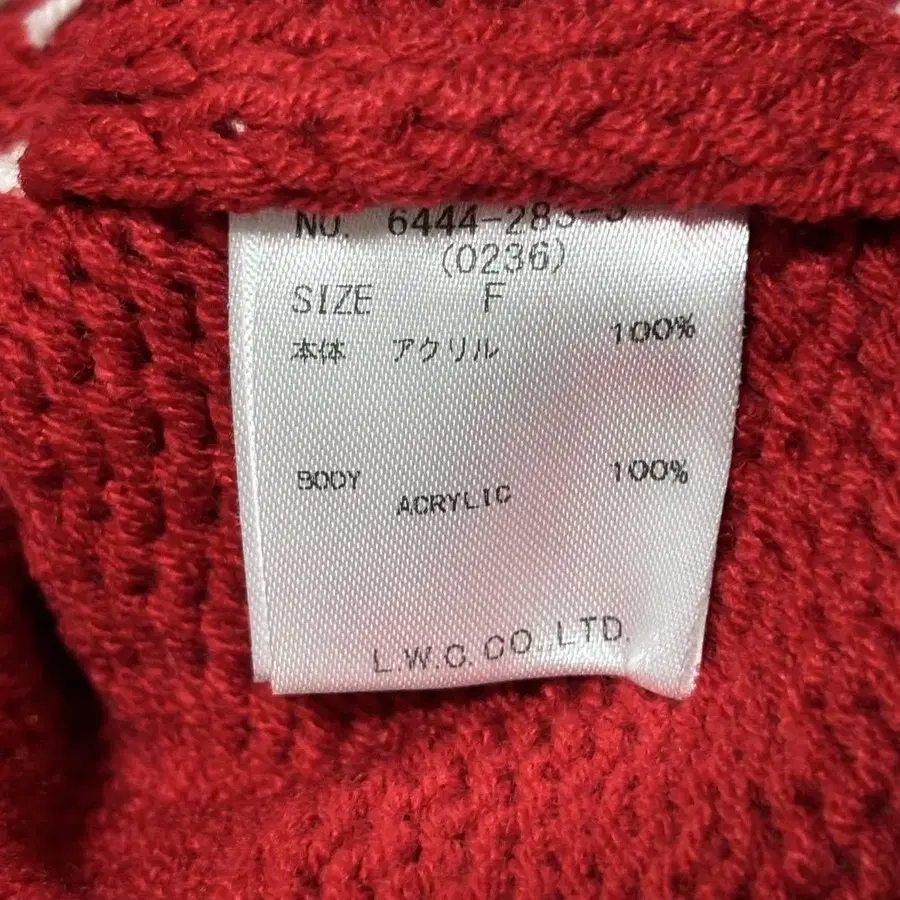 NO. 6444-283-3
(0236)
SIZE F
本体 アクリル 100%
BODY ACRYLIC 100%
L.W.C.CO.,LTD.